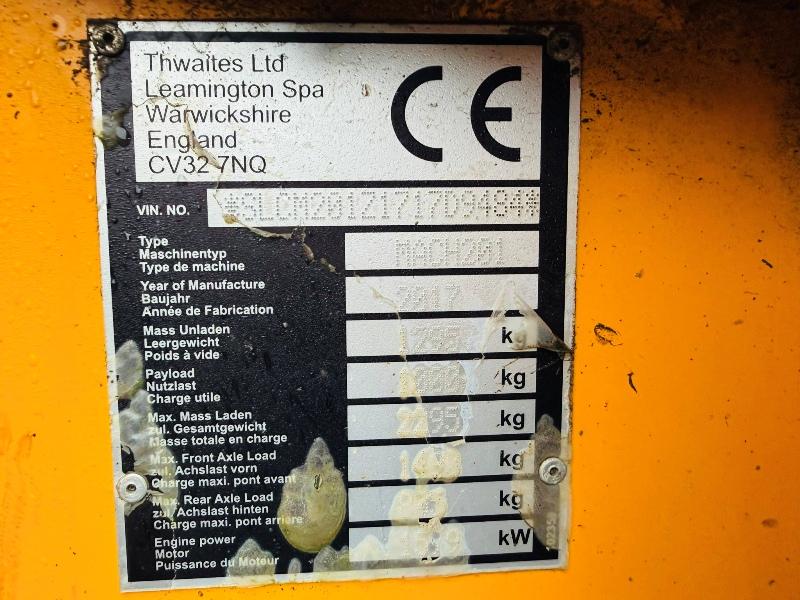 Thwaites Ltd
Leamington Spa
Warwickshire
England
CV32 7NQ
CE
VIN. NO.
Type
Maschinentyp
Type de machine
MACH201
Year of Manufacture
Baujahr
Année de Fabrication
2017
Mass Unladen
Leergewicht
Poids à vide
kg
Payload
Nutzlast
Charge utile
kg
Max. Mass Laden
zul. Gesamtgewicht
Masse totale en charge
kg
Max. Front Axle Load
zul. Achslast vorn
Charge maxi. pont avant
kg
Max. Rear Axle Load
zul. Achslast hinten
Charge maxi. pont arriere
kg
Engine power
Motor
Puissance du Moteur
kW